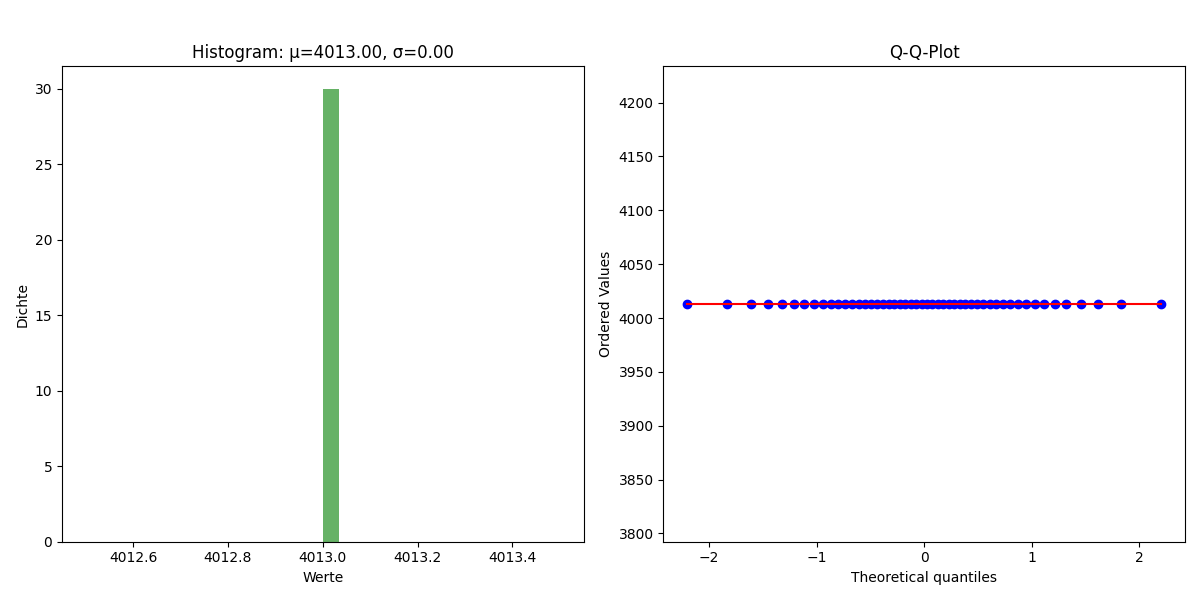 Histogram: μ=4013.00, σ=0.00
Dichte
30
25
20
15
10
5
0
4012.6 4012.8 4013.0 4013.2 4013.4
Werte
Q-Q-Plot
Ordered Values
4200
4150
4100
4050
4000
3950
3900
3850
3800
−2 −1 0 1 2
Theoretical quantiles